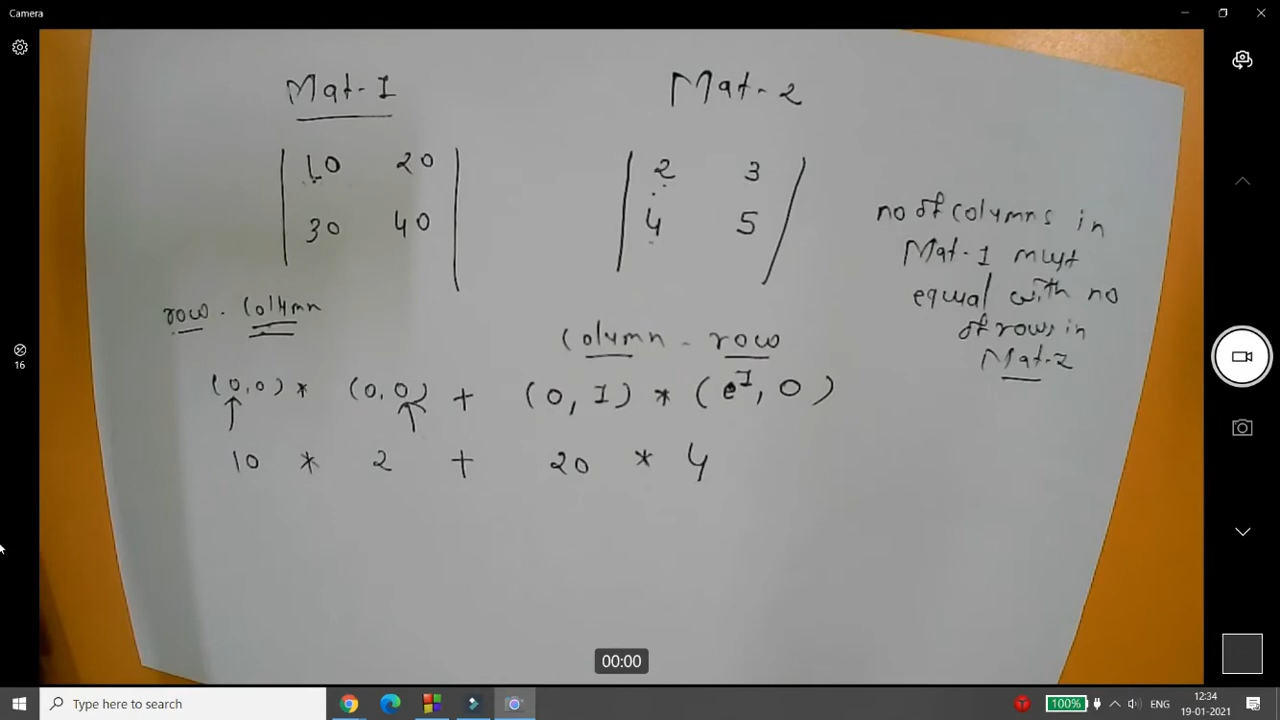 Camera
Mat-1
Mat-2
10 20
30 40
2 3
4 5
no of columns in
Mat-1 must
equal with no
of rows in
Mat-2
row - column
column - row
(0,0) * (0,0) + (0,1) * (1,0)
10 * 2 + 20 * 4
16
00:00
Type here to search
100%
ENG
12:34
19-01-2021